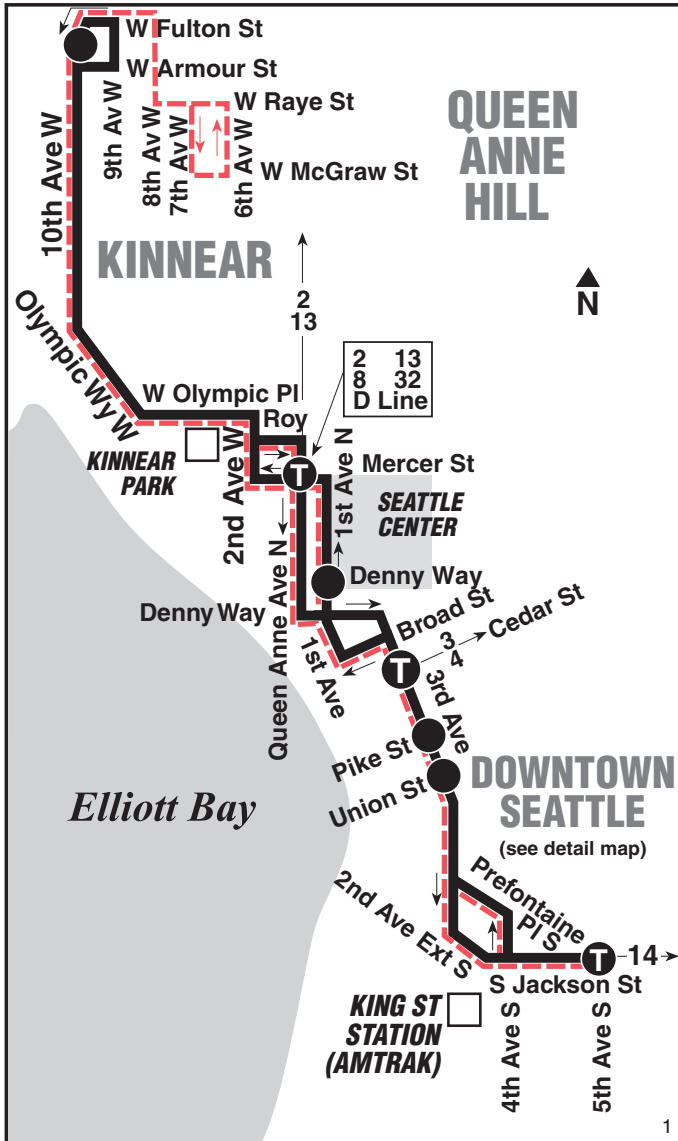 W Fulton St
W Armour St
W Raye St
9th Av W
8th Av W
7th Av W
6th Av W
W McGraw St
QUEEN
ANNE
HILL
10th Ave W
KINNEAR
N
2
13
2 13
8 32
D Line
Olympic Wy W
W Olympic Pl
Roy
T
Mercer St
KINNEAR
PARK
2nd Ave W
1st Ave N
SEATTLE
CENTER
Queen Anne Ave N
Denny Way
Denny Way
Broad St
Cedar St
3
4
1st Ave
T
3rd Ave
Pike St
Union St
Elliott Bay
DOWNTOWN
SEATTLE
(see detail map)
Prefontaine
Pl S
2nd Ave Ext S
T
14
S Jackson St
KING ST
STATION
(AMTRAK)
4th Ave S
5th Ave S
1